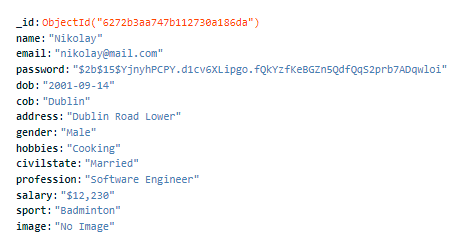 _id: ObjectId("6272b3aa747b112730a186da")
name: "Nikolay"
email: "nikolay@mail.com"
password: "$2b$15$YjnyhPCPY.d1cv6XLipgo.fQkYzfKeBGZn5QdfQqS2prb7ADqwloi"
dob: "2001-09-14"
cob: "Dublin"
address: "Dublin Road Lower"
gender: "Male"
hobbies: "Cooking"
civilstate: "Married"
profession: "Software Engineer"
salary: "$12,230"
sport: "Badminton"
image: "No Image"